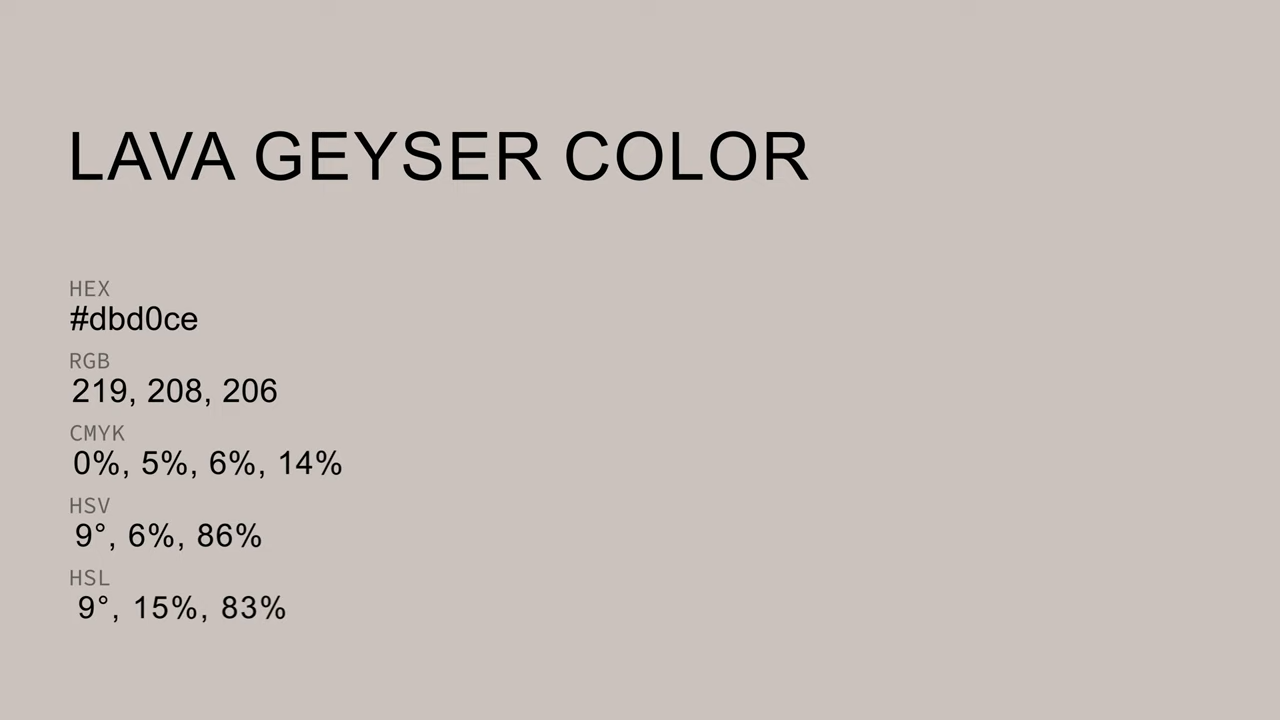 LAVA GEYSER COLOR
HEX
#dbd0ce
RGB
219, 208, 206
CMYK
0%, 5%, 6%, 14%
HSV
9°, 6%, 86%
HSL
9°, 15%, 83%